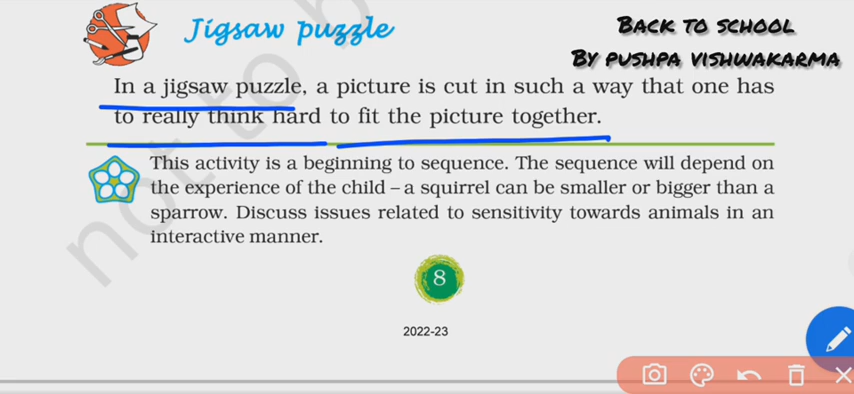 Jigsaw puzzle
BACK TO SCHOOL
BY PUSHPA VISHWAKARMA
In a jigsaw puzzle, a picture is cut in such a way that one has
to really think hard to fit the picture together.
This activity is a beginning to sequence. The sequence will depend on
the experience of the child – a squirrel can be smaller or bigger than a
sparrow. Discuss issues related to sensitivity towards animals in an
interactive manner.
8
2022-23
not to b